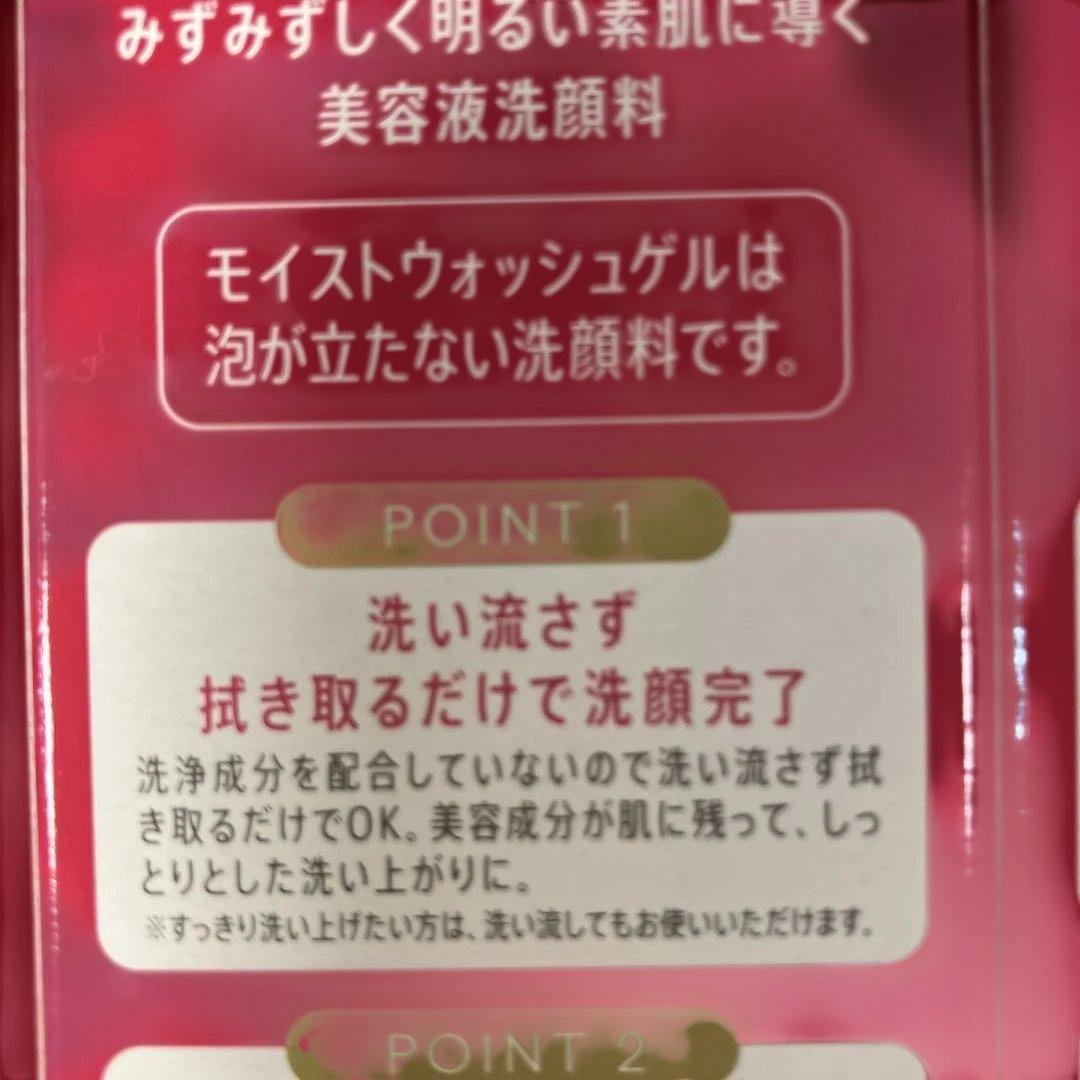 みずみずしく明るい素肌に導く
美容液洗顔料
モイストウォッシュゲルは
泡が立たない洗顔料です。
POINT 1
洗い流さず
拭き取るだけで洗顔完了
洗浄成分を配合していないので洗い流さず拭
き取るだけでOK。美容成分が肌に残って、しっ
とりとした洗い上がりに。
※すっきり洗い上げたい方は、洗い流してもお使いいただけます。
POINT 2